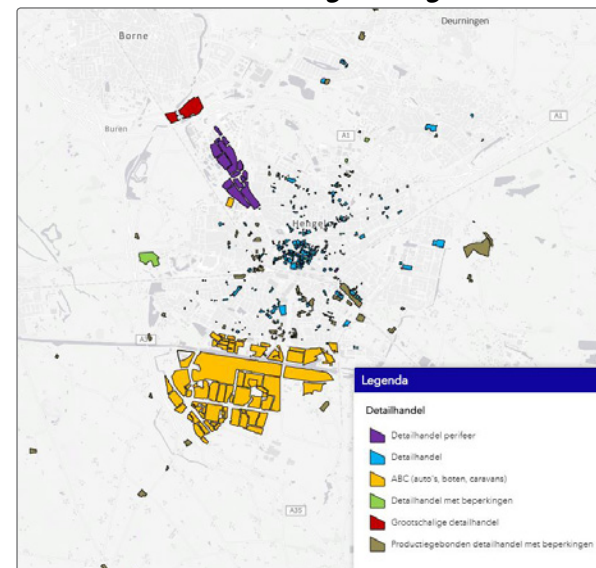 Deurningen
Borne
A1
Buren
A1
Hengelo
A35
Legenda
Detailhandel
Detailhandel perifeer
Detailhandel
ABC (auto's, boten, caravans)
Detailhandel met beperkingen
Grootschalige detailhandel
A35
Productiegebonden detailhandel met beperkingen